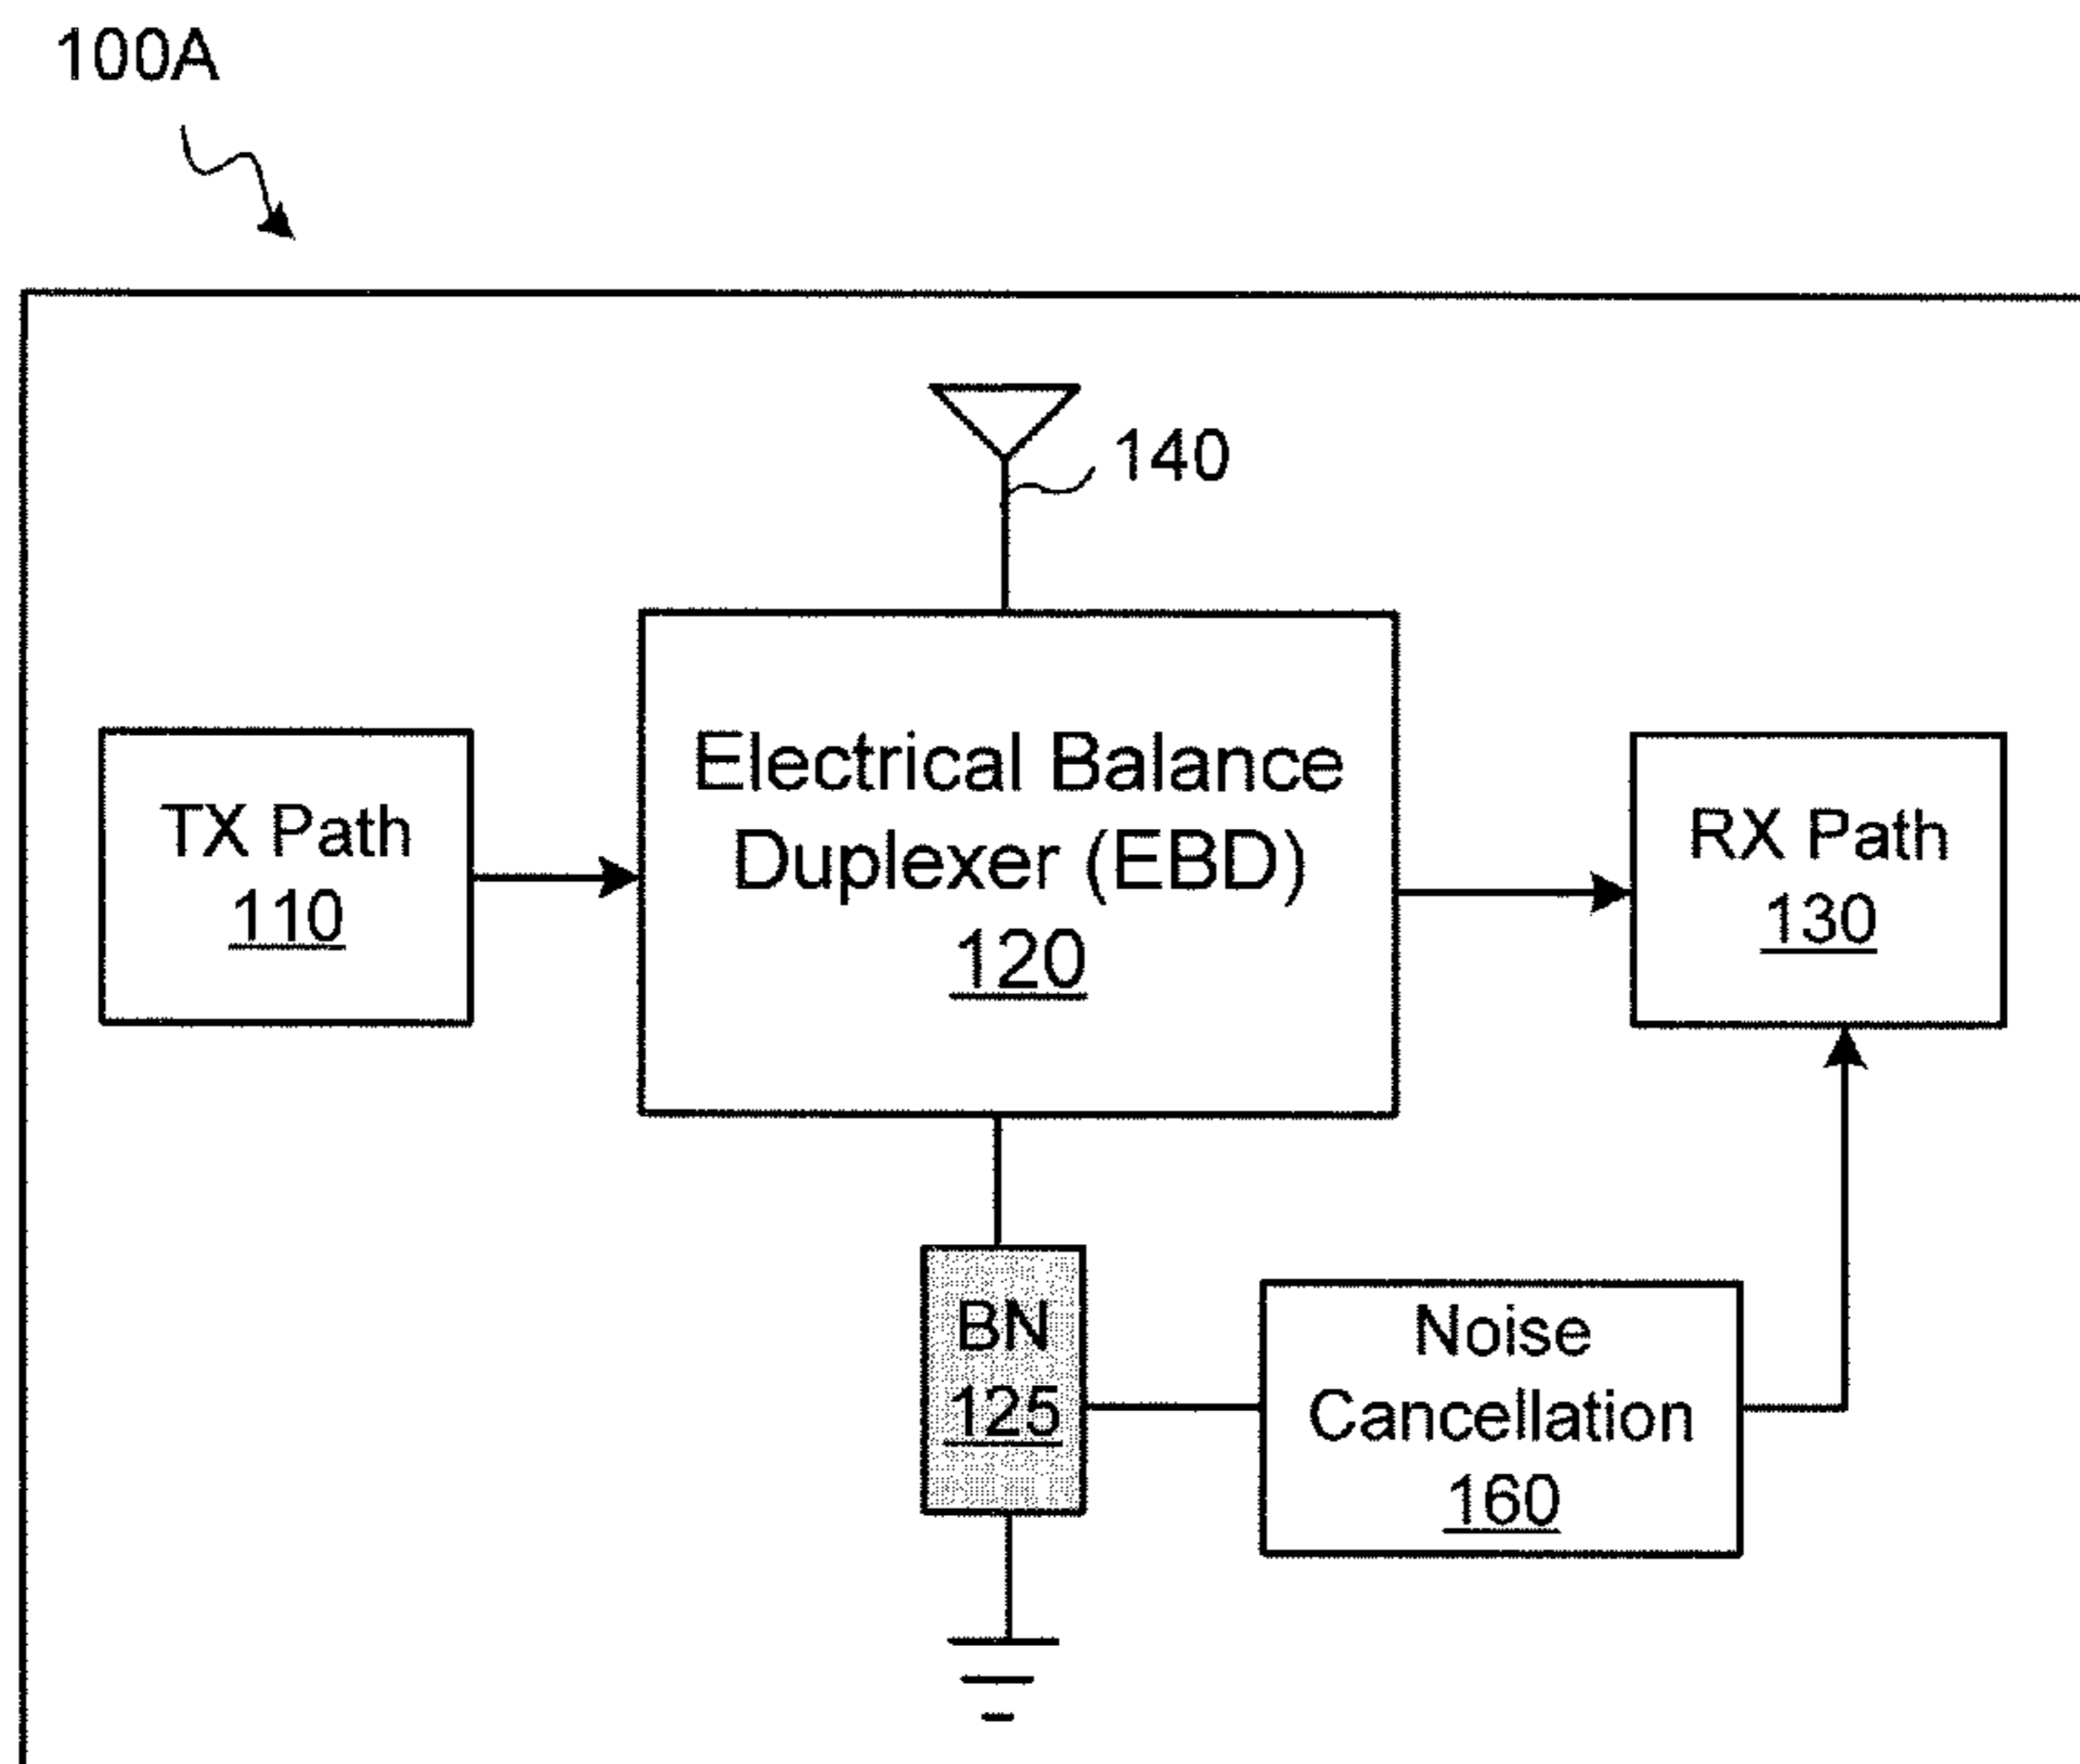 100A
140
Electrical Balance
Duplexer (EBD)
120
TX Path
110
RX Path
130
BN
125
Noise
Cancellation
160